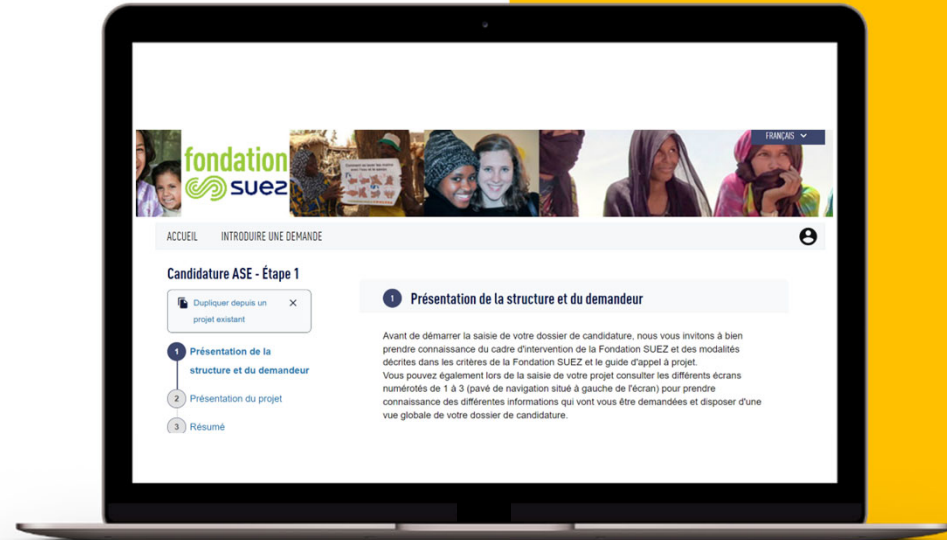 FRANÇAIS
fondation
suez
ACCUEIL INTRODUIRE UNE DEMANDE
Candidature ASE - Étape 1
Dupliquer depuis un
projet existant
1 Présentation de la
structure et du demandeur
2 Présentation du projet
3 Résumé
1 Présentation de la structure et du demandeur
Avant de démarrer la saisie de votre dossier de candidature, nous vous invitons à bien
prendre connaissance du cadre d'intervention de la Fondation SUEZ et des modalités
décrites dans les critères de la Fondation SUEZ et le guide d'appel à projet.
Vous pouvez également lors de la saisie de votre projet consulter les différents écrans
numérotés de 1 à 3 (pavé de navigation situé à gauche de l'écran) pour prendre
connaissance des différentes informations qui vont vous être demandées et disposer d'une
vue globale de votre dossier de candidature.